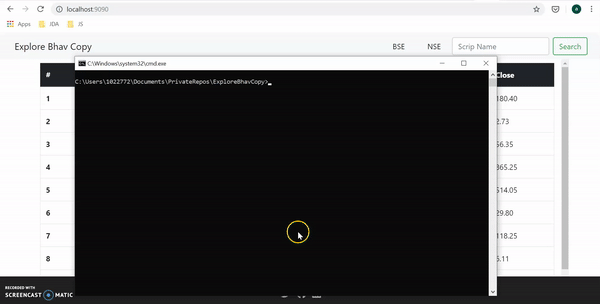 localhost:9090
a
Apps
JDA
JS
Explore Bhav Copy
BSE
NSE
Scrip Name
Search
C:\Windows\system32\cmd.exe
C:\Users\1022772\Documents\PrivateRepos\ExploreBhavCopy>
#
Close
1
180.40
2
2.73
3
56.35
4
365.25
5
514.05
6
29.80
7
118.25
8
5.11
RECORDED WITH
SCREENCAST MATIC